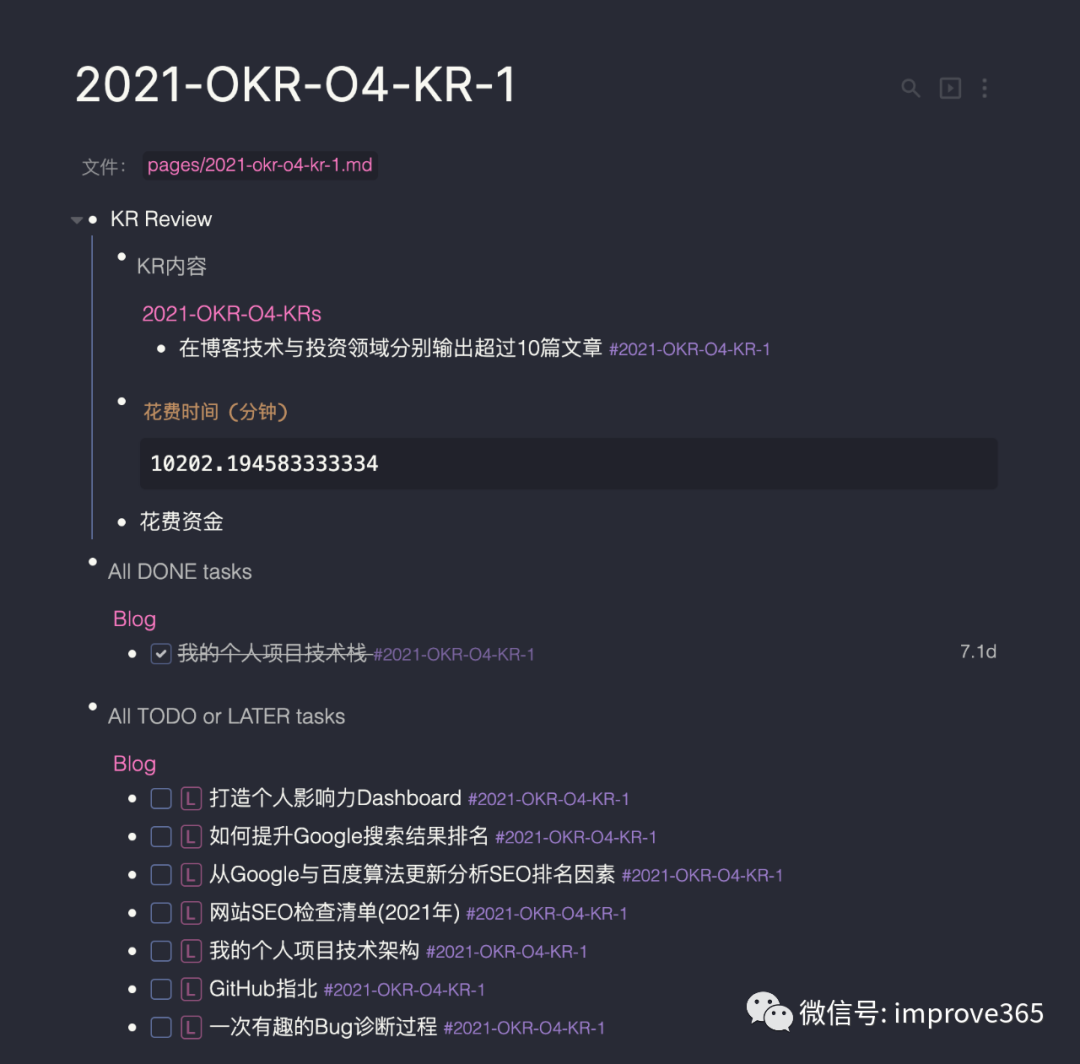 2021-OKR-O4-KR-1
文件： pages/2021-okr-o4-kr-1.md
KR Review
KR内容
2021-OKR-O4-KRs
在博客技术与投资领域分别输出超过10篇文章 #2021-OKR-O4-KR-1
花费时间（分钟）
10202.194583333334
花费资金
All DONE tasks
Blog
我的个人项目技术栈 #2021-OKR-O4-KR-1 7.1d
All TODO or LATER tasks
Blog
L 打造个人影响力Dashboard #2021-OKR-O4-KR-1
L 如何提升Google搜索结果排名 #2021-OKR-O4-KR-1
L 从Google与百度算法更新分析SEO排名因素 #2021-OKR-O4-KR-1
L 网站SEO检查清单(2021年) #2021-OKR-O4-KR-1
L 我的个人项目技术架构 #2021-OKR-O4-KR-1
L GitHub指北 #2021-OKR-O4-KR-1
L 一次有趣的Bug诊断过程 #2021-OKR-O4-KR-1
微信号: improve365